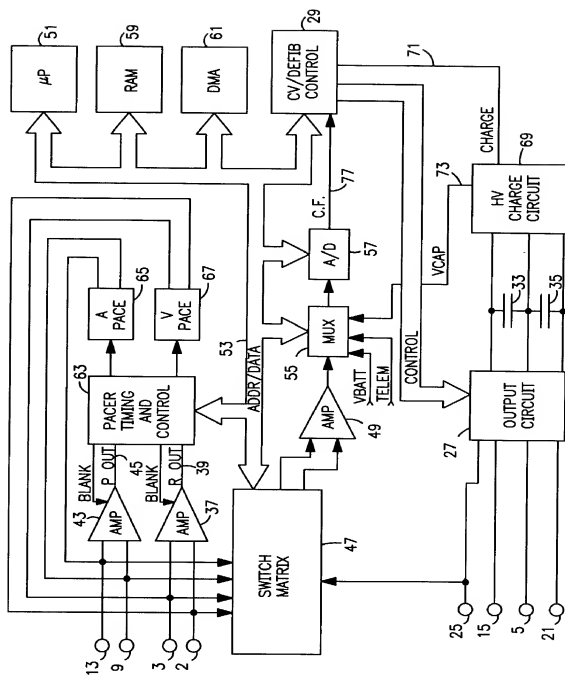 51
μP
59
RAM
61
DMA
29
CV/DEFIB
CONTROL
71
CHARGE
69
HV
CHARGE
CIRCUIT
73
VCAP
77
C.F.
A/D
57
65
A
PACE
67
V
PACE
53
ADDR/DATA
55
MUX
VBATT
TELEM
CONTROL
33
35
63
PACER
TIMING
AND
CONTROL
BLANK
P OUT
45
BLANK
R OUT
39
43
AMP
37
AMP
AMP
49
OUTPUT
CIRCUIT
27
SWITCH
MATRIX
47
13
9
3
2
25
15
5
21